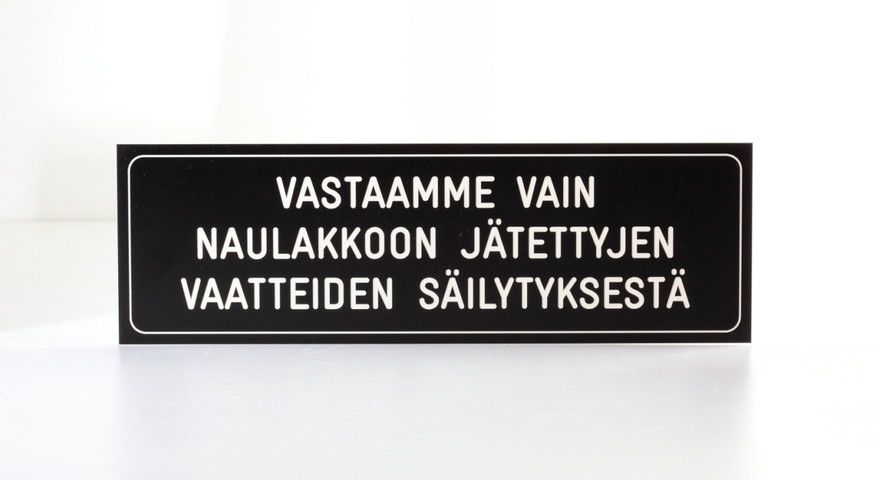 VASTAAMME VAIN
NAULAKKOON JÄTETTYJEN
VAATTEIDEN SÄILYTYKSESTÄ